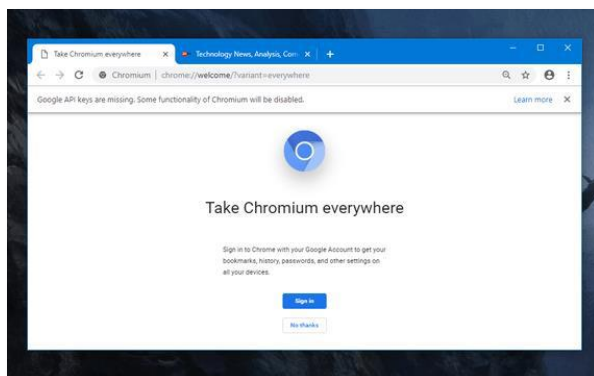 Take Chromium everywhere
Technology News, Analysis, Com
Chromium | chrome://welcome/?variant=everywhere
Google API keys are missing. Some functionality of Chromium will be disabled.
Learn more
Take Chromium everywhere
Sign in to Chrome with your Google Account to get your
bookmarks, history, passwords, and other settings on
all your devices.
Sign in
No thanks